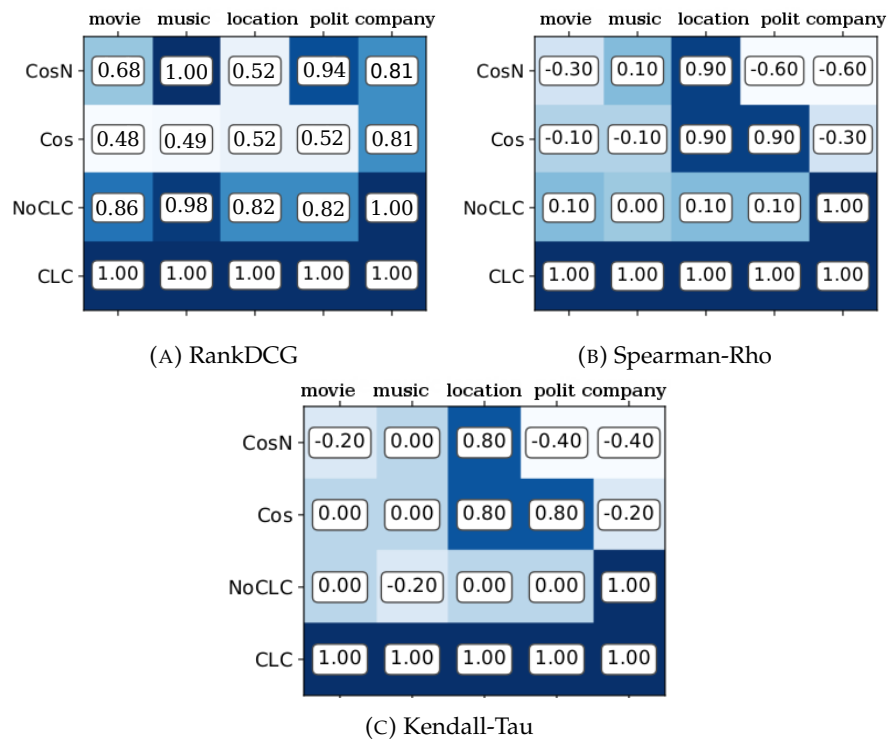 movie music location polit company
CosN 0.68 1.00 0.52 0.94 0.81
Cos 0.48 0.49 0.52 0.52 0.81
NoCLC 0.86 0.98 0.82 0.82 1.00
CLC 1.00 1.00 1.00 1.00 1.00
(A) RankDCG
movie music location polit company
CosN -0.30 0.10 0.90 -0.60 -0.60
Cos -0.10 -0.10 0.90 0.90 -0.30
NoCLC 0.10 0.00 0.10 0.10 1.00
CLC 1.00 1.00 1.00 1.00 1.00
(B) Spearman-Rho
movie music location polit company
CosN -0.20 0.00 0.80 -0.40 -0.40
Cos 0.00 0.00 0.80 0.80 -0.20
NoCLC 0.00 -0.20 0.00 0.00 1.00
CLC 1.00 1.00 1.00 1.00 1.00
(C) Kendall-Tau